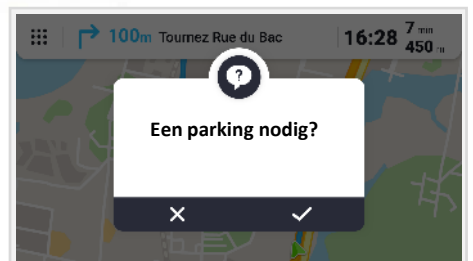 100m Tournez Rue du Bac
16:28 7 min
450 m
?
Een parking nodig?